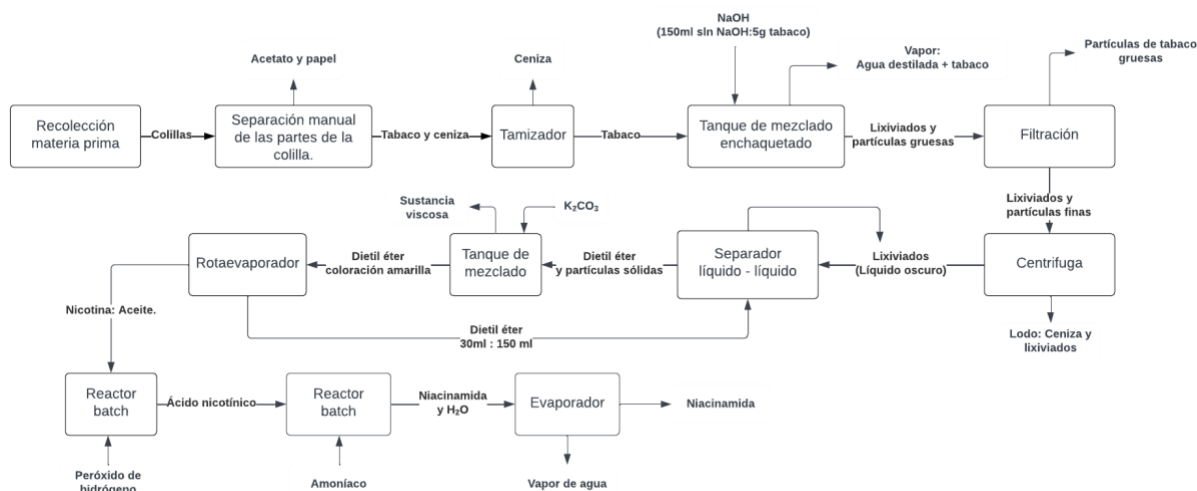 NaOH
(150ml sln NaOH:5g tabaco)
Acetato y papel
Ceniza
Vapor:
Agua destilada + tabaco
Partículas de tabaco
gruesas
Recolección
materia prima
Colillas
Separación manual
de las partes de la
colilla.
Tabaco y ceniza
Tamizador
Tabaco
Tanque de mezclado
enchaquetado
Lixiviados y
partículas gruesas
Filtración
Lixiviados y
partículas finas
Sustancia
viscosa
K₂CO₃
Rotaevaporador
Dietil éter
coloración amarilla
Tanque de
mezclado
Dietil éter
y partículas sólidas
Separador
líquido - líquido
Lixiviados
(Líquido oscuro)
Centrifuga
Nicotina: Aceite.
Dietil éter
30ml : 150 ml
Lodo: Ceniza y
lixiviados
Reactor
batch
Ácido nicotínico
Reactor
batch
Niacinamida
y H₂O
Evaporador
Niacinamida
Peróxido de
hidrógeno
Amoníaco
Vapor de agua